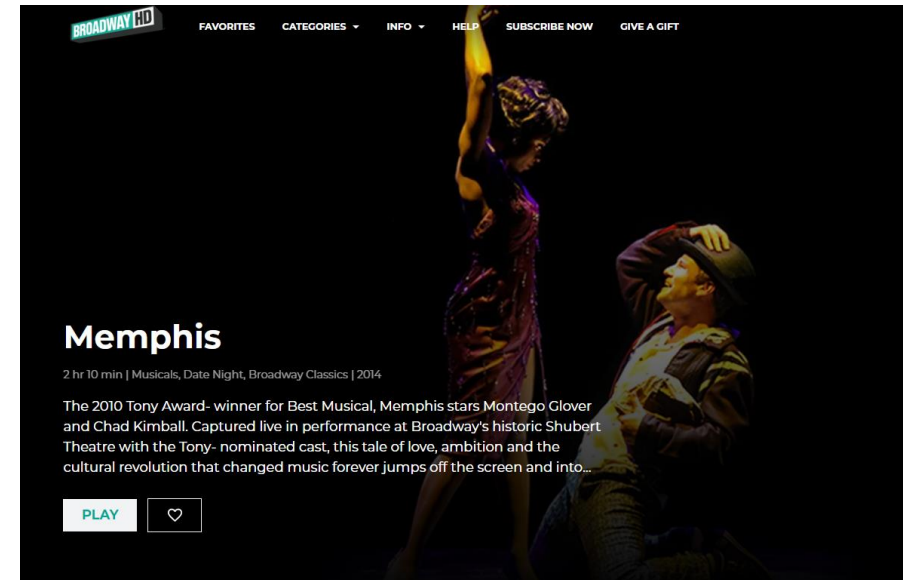 BROADWAY HD
FAVORITES
CATEGORIES
INFO
HELP
SUBSCRIBE NOW
GIVE A GIFT
Memphis
2 hr 10 min | Musicals, Date Night, Broadway Classics | 2014
The 2010 Tony Award- winner for Best Musical, Memphis stars Montego Glover
and Chad Kimball. Captured live in performance at Broadway's historic Shubert
Theatre with the Tony- nominated cast, this tale of love, ambition and the
cultural revolution that changed music forever jumps off the screen and into...
PLAY